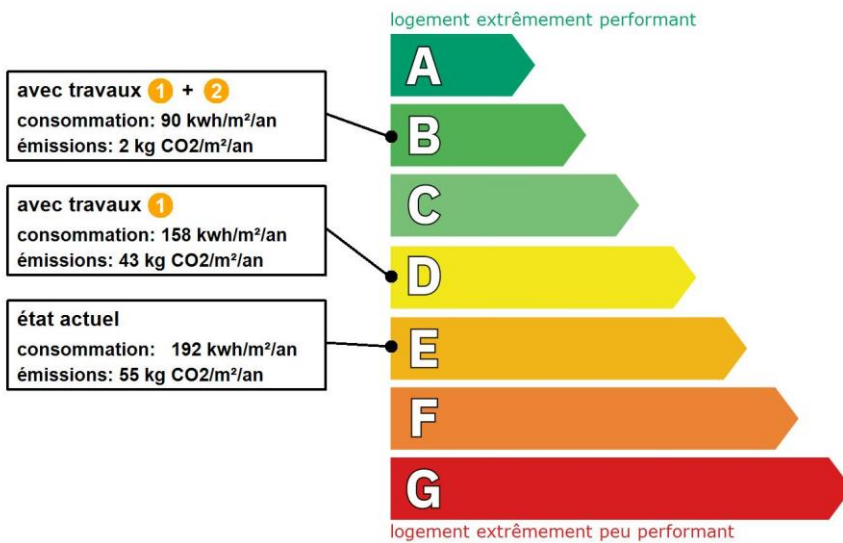 logement extrêmement performant
A
avec travaux 1 + 2
consommation: 90 kwh/m²/an
émissions: 2 kg CO2/m²/an
B
C
avec travaux 1
consommation: 158 kwh/m²/an
émissions: 43 kg CO2/m²/an
D
état actuel
consommation: 192 kwh/m²/an
émissions: 55 kg CO2/m²/an
E
F
G
logement extrêmement peu performant